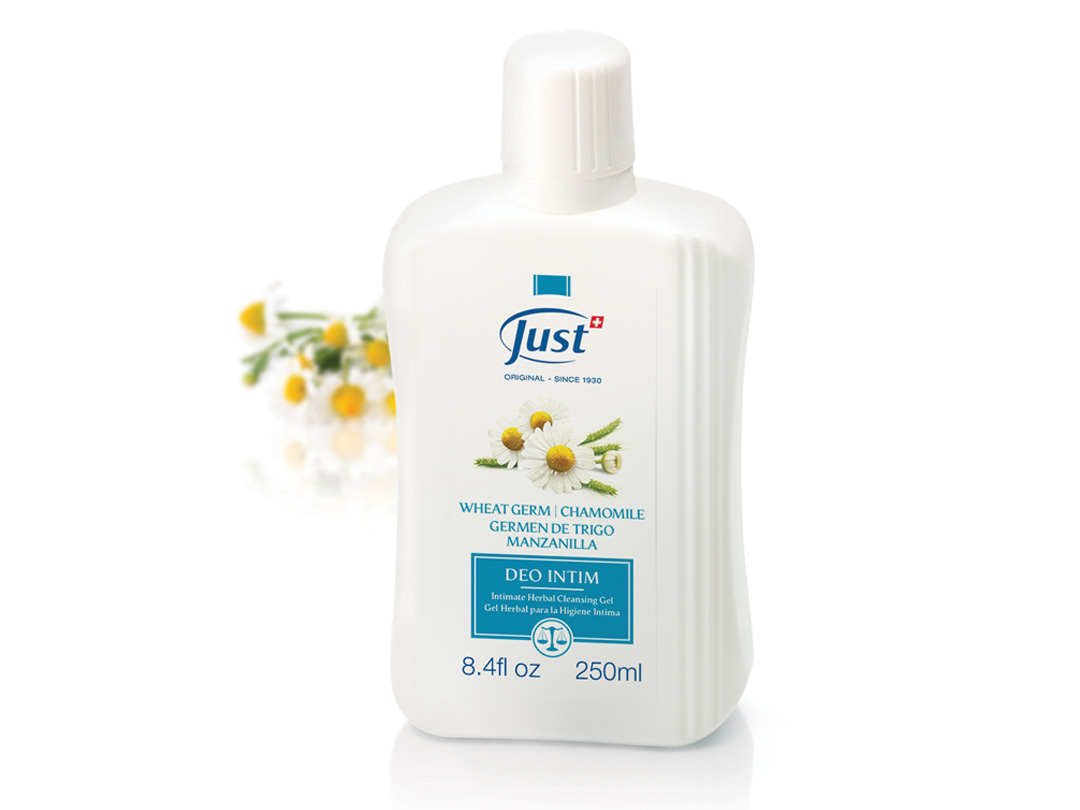 Just
ORIGINAL - SINCE 1930
WHEAT GERM | CHAMOMILE
GERMEN DE TRIGO
MANZANILLA
DEO INTIM
Intimate Herbal Cleansing Gel
Gel Herbal para la Higiene Intima
8.4fl oz 250ml